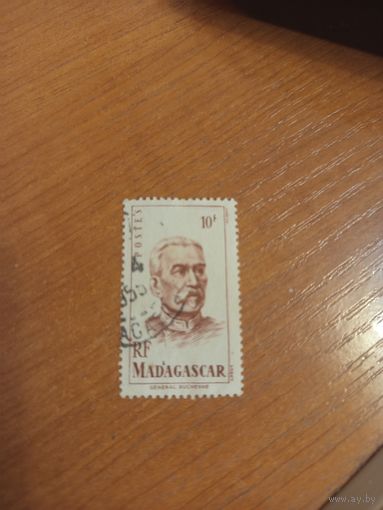 10F
POSTES
RF
MADAGASCAR
GENERAL DUCHESNE
www.ay.by